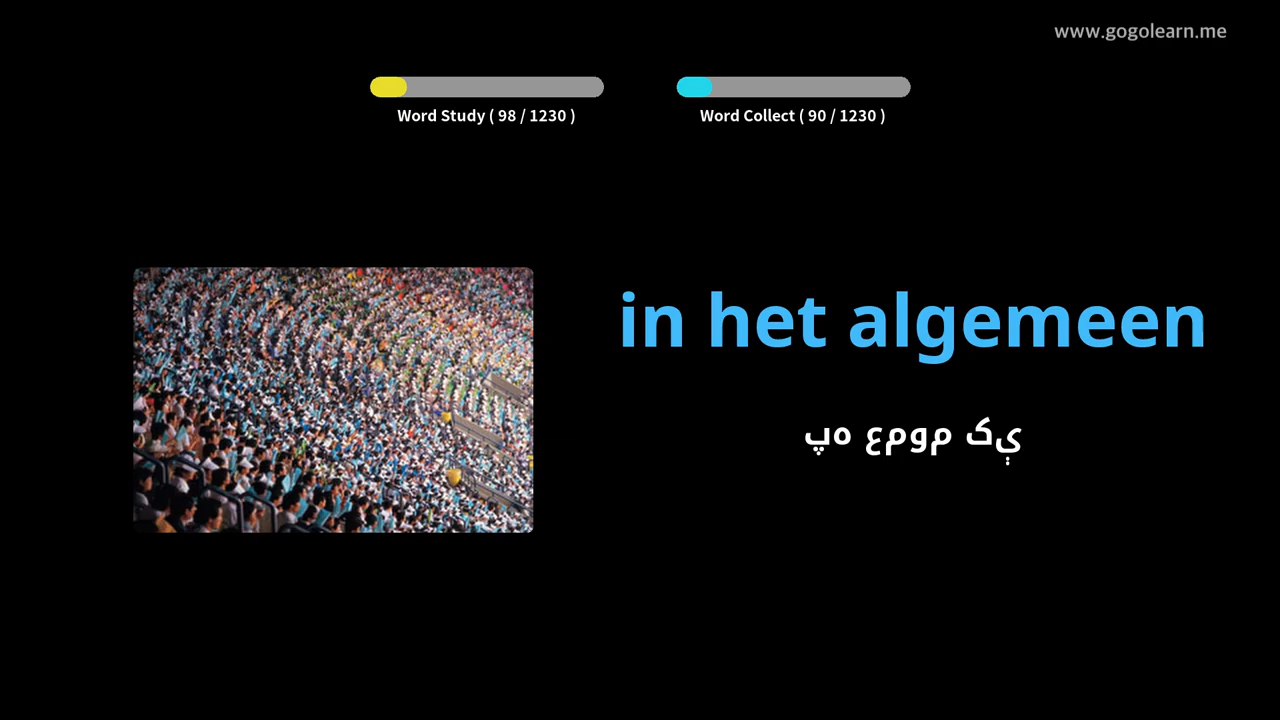 www.gogolearn.me
Word Study ( 98 / 1230 )
Word Collect ( 90 / 1230 )
in het algemeen
په عموم کې